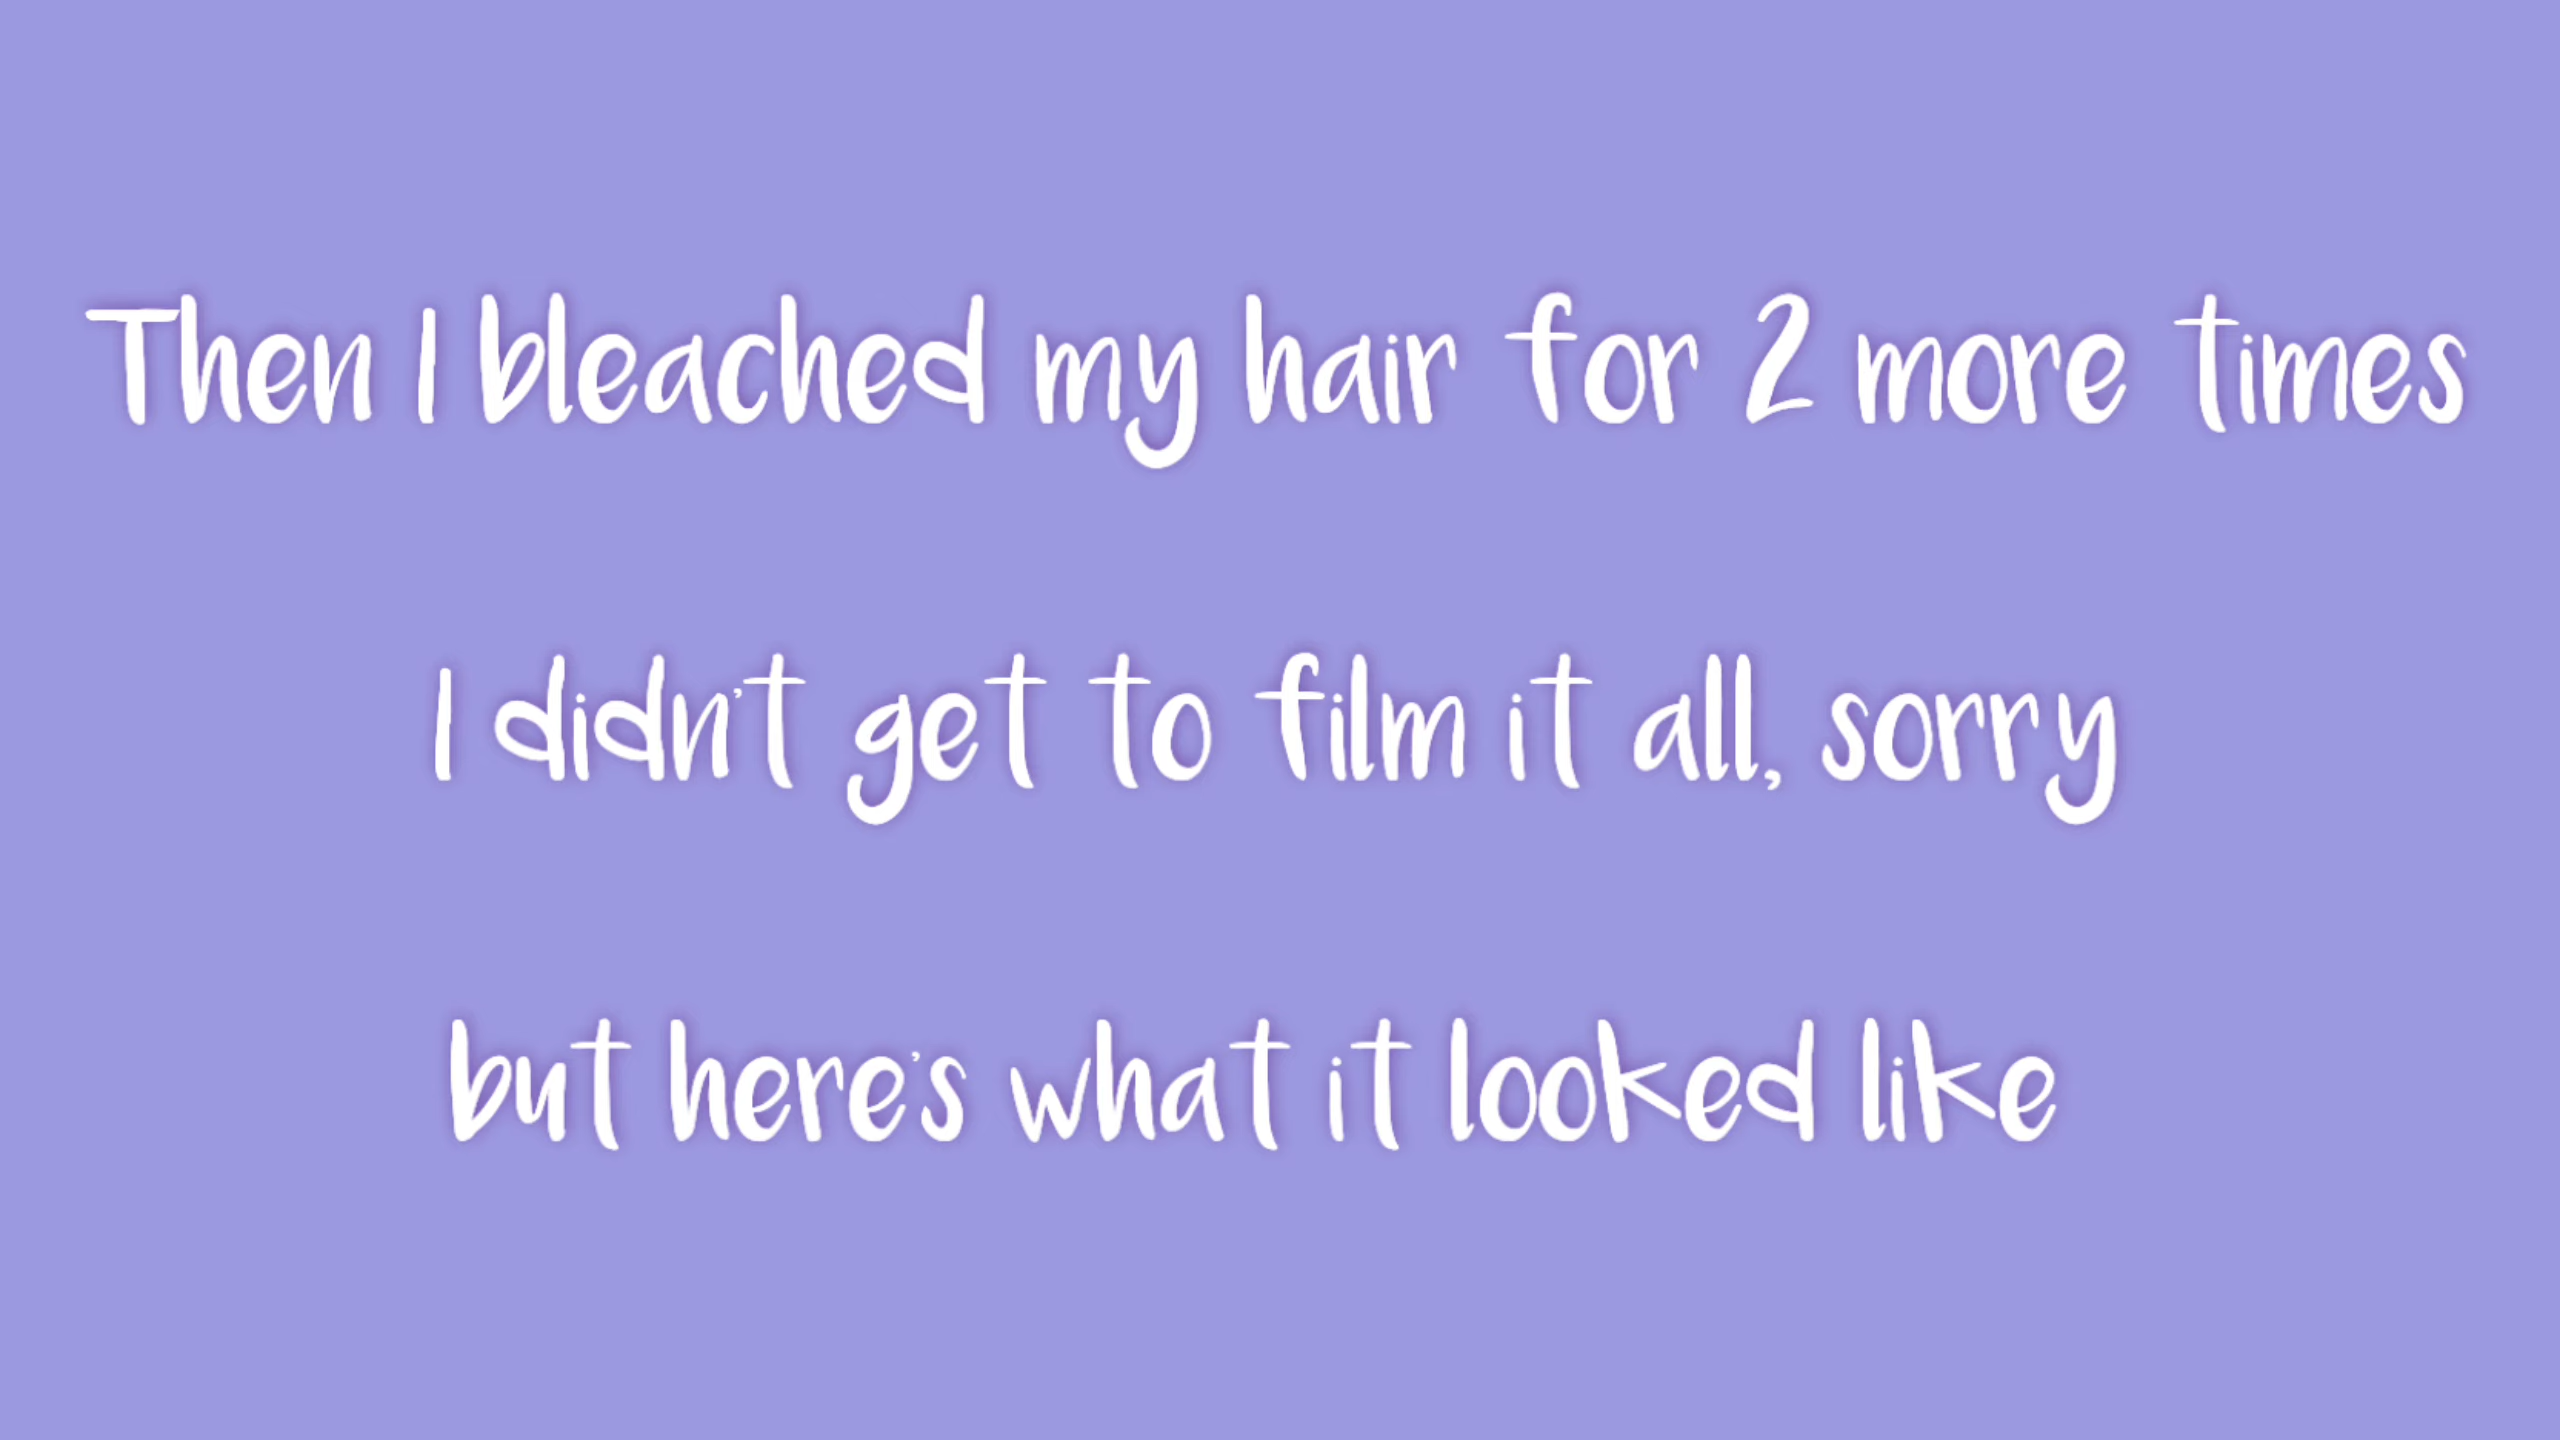 Then I bleached my hair for 2 more times
I didn't get to film it all, sorry
but here's what it looked like